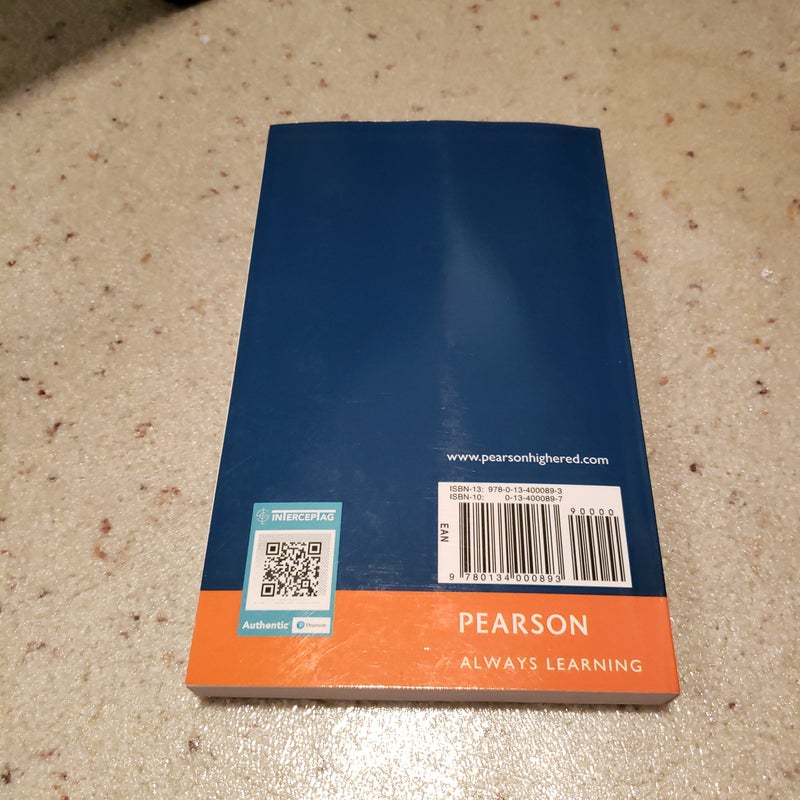 www.pearsonhighered.com
ISBN-13: 978-0-13-400089-3
ISBN-10: 0-13-400089-7
90000
EAN
9 780134 000893
INTERCEPTAG
Authentic Pearson
PEARSON
ALWAYS LEARNING